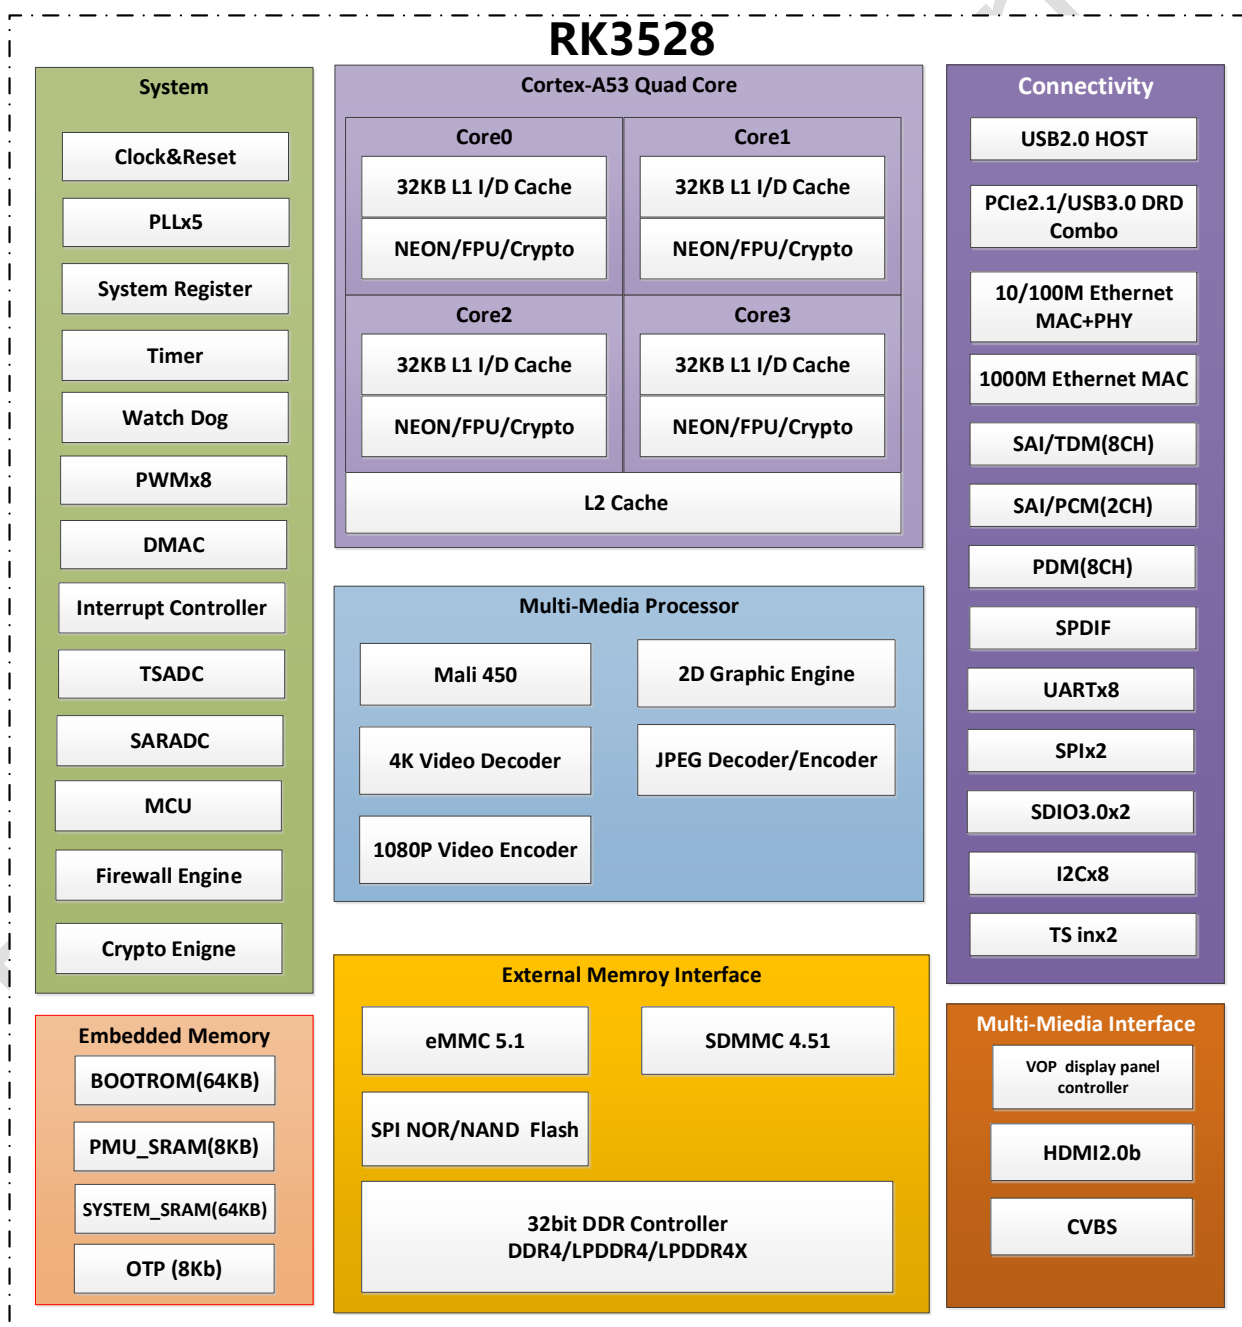 RK3528
System
Clock&Reset
PLLx5
System Register
Timer
Watch Dog
PWMx8
DMAC
Interrupt Controller
TSADC
SARADC
MCU
Firewall Engine
Crypto Enigne
Embedded Memory
BOOTROM(64KB)
PMU_SRAM(8KB)
SYSTEM_SRAM(64KB)
OTP (8Kb)
Cortex-A53 Quad Core
Core0
32KB L1 I/D Cache
NEON/FPU/Crypto
Core1
32KB L1 I/D Cache
NEON/FPU/Crypto
Core2
32KB L1 I/D Cache
NEON/FPU/Crypto
Core3
32KB L1 I/D Cache
NEON/FPU/Crypto
L2 Cache
Multi-Media Processor
Mali 450
2D Graphic Engine
4K Video Decoder
JPEG Decoder/Encoder
1080P Video Encoder
External Memroy Interface
eMMC 5.1
SDMMC 4.51
SPI NOR/NAND Flash
32bit DDR Controller
DDR4/LPDDR4/LPDDR4X
Connectivity
USB2.0 HOST
PCIe2.1/USB3.0 DRD
Combo
10/100M Ethernet
MAC+PHY
1000M Ethernet MAC
SAI/TDM(8CH)
SAI/PCM(2CH)
PDM(8CH)
SPDIF
UARTx8
SPIx2
SDIO3.0x2
I2Cx8
TS inx2
Multi-Miedia Interface
VOP display panel
controller
HDMI2.0b
CVBS